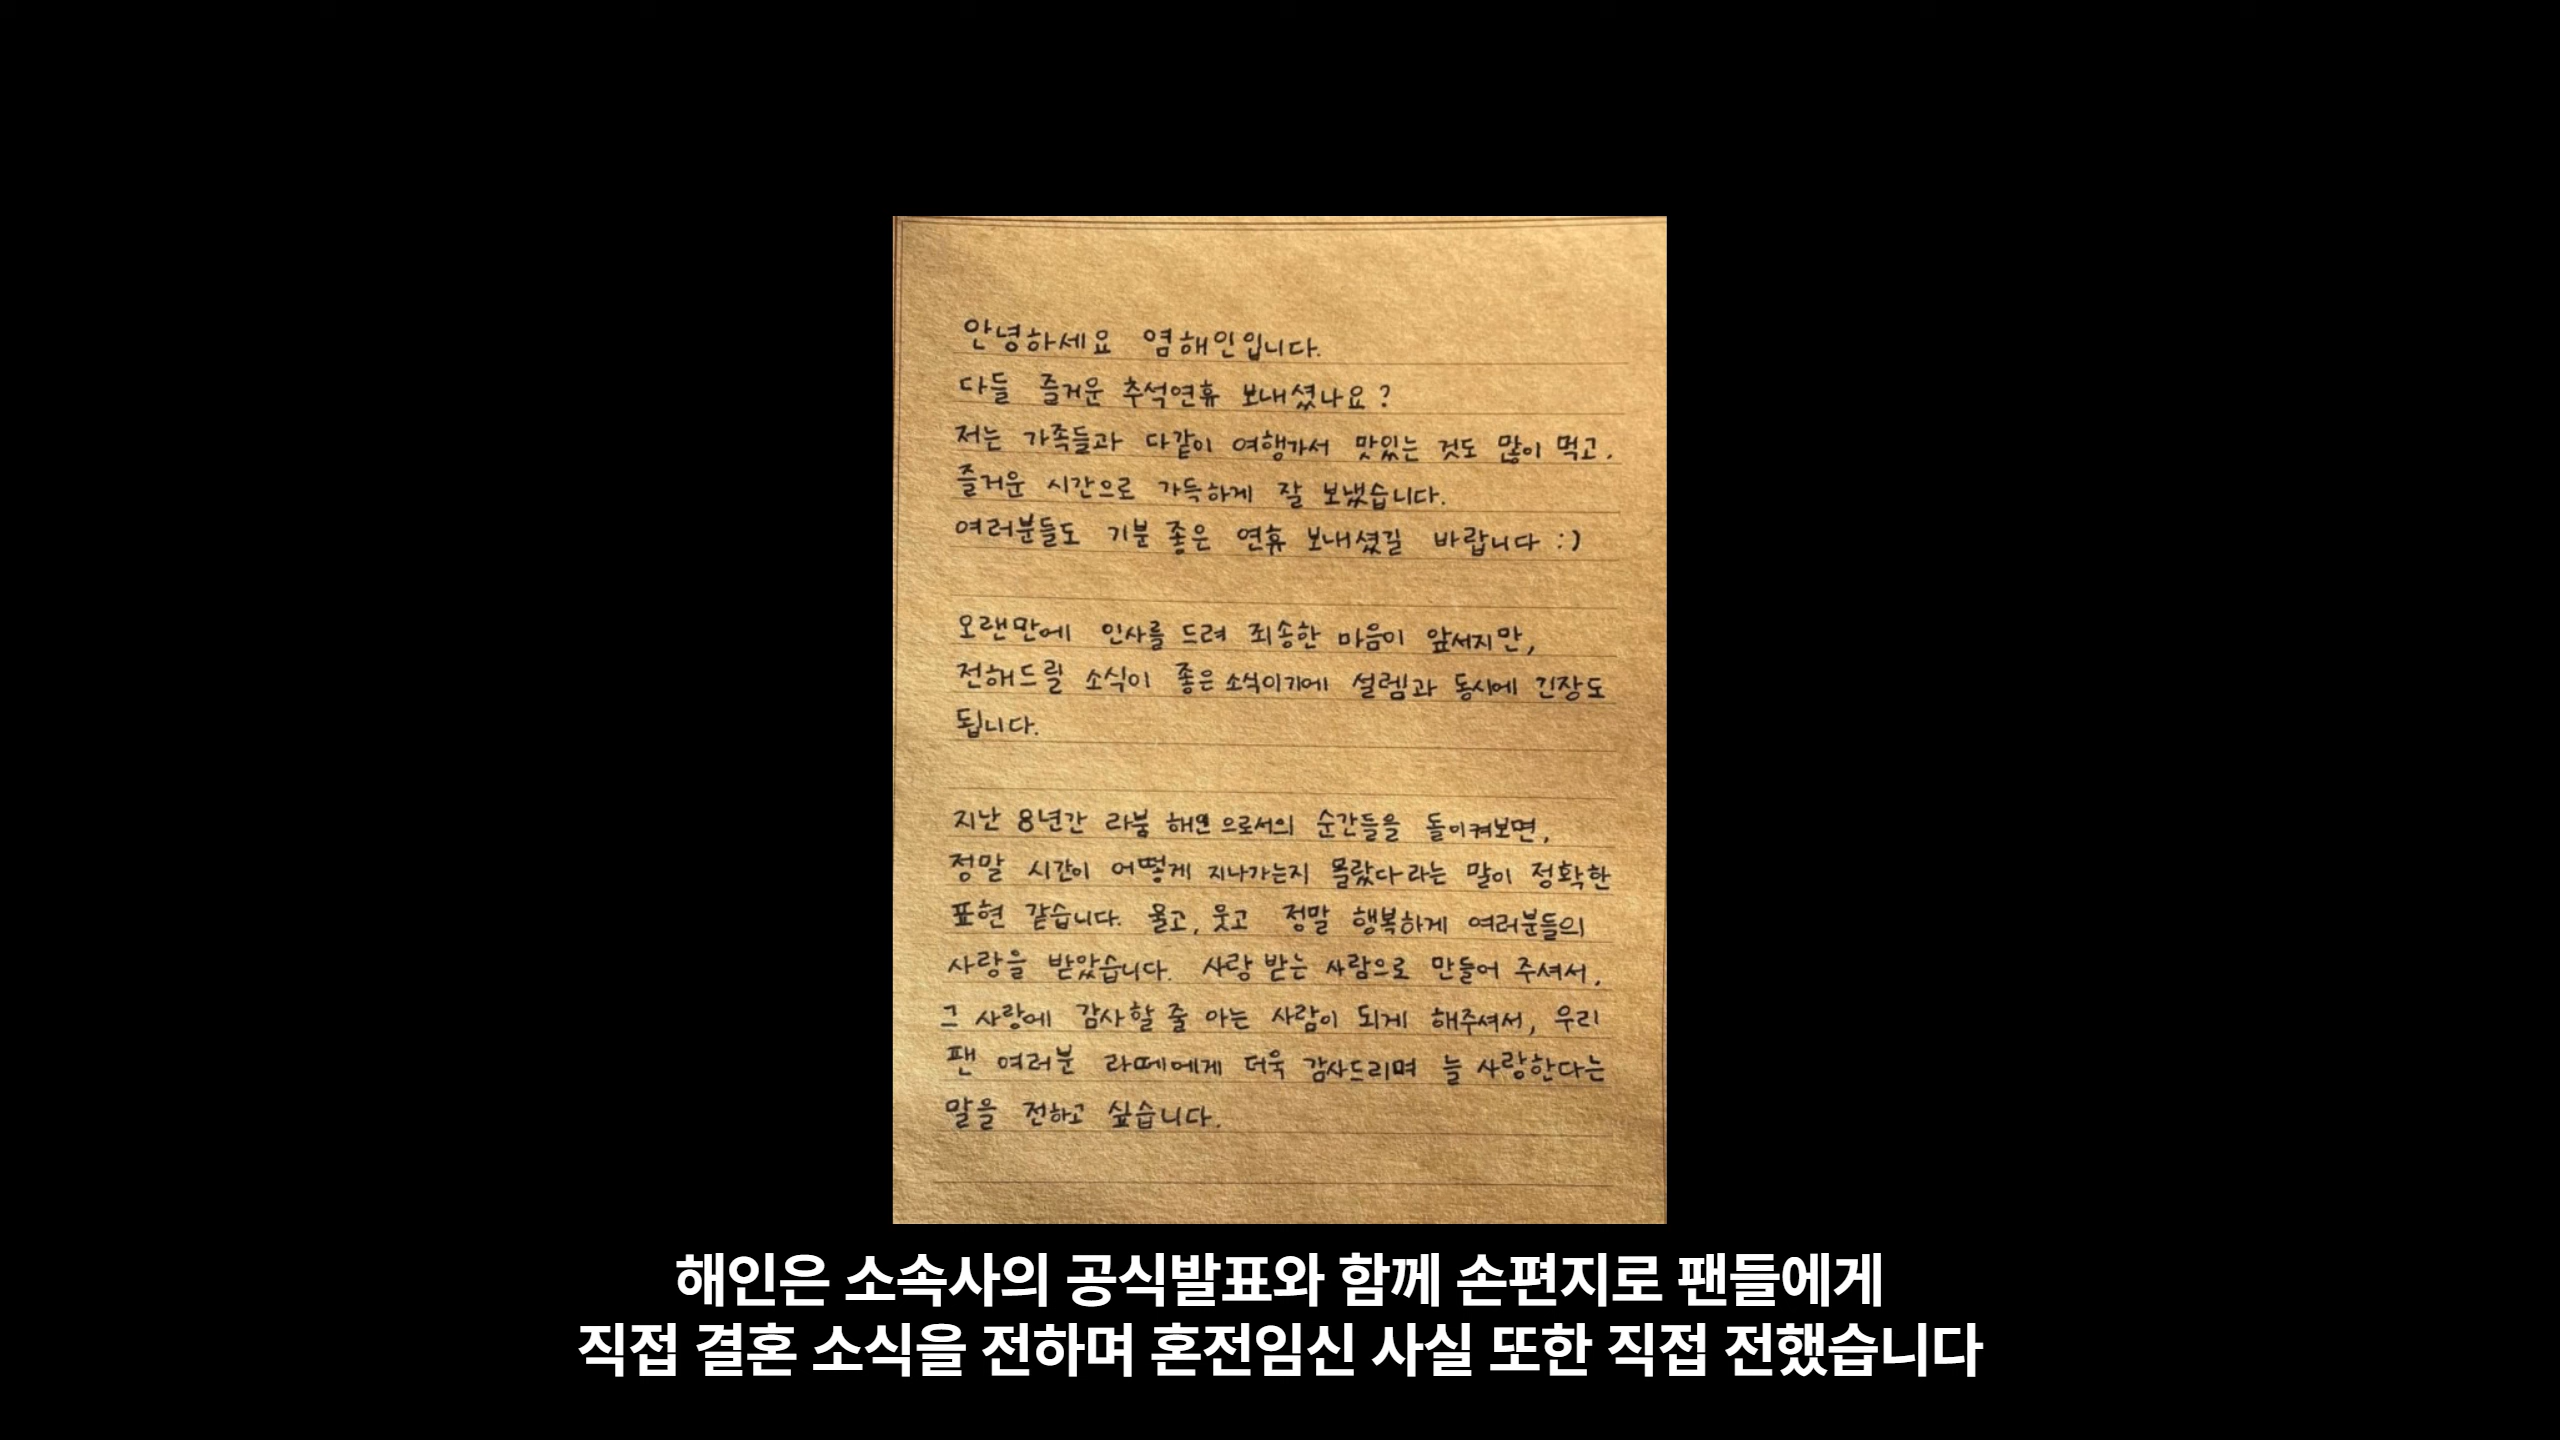 안녕하세요 염해인입니다.
다들 즐거운 추석연휴 보내셨나요?
저는 가족들과 다같이 여행가서 맛있는 것도 많이 먹고.
즐거운 시간으로 가득하게 잘 보냈습니다.
여러분들도 기분 좋은 연휴 보내셨길 바랍니다 :)
오랜만에 인사를 드려 죄송한 마음이 앞서지만,
전해드릴 소식이 좋은 소식이기에 설렘과 동시에 긴장도
됩니다.
지난 8년간 라붐 해인으로서의 순간들을 돌이켜보면,
정말 시간이 어떻게 지나가는지 몰랐다라는 말이 정확한
표현 같습니다. 울고, 웃고 정말 행복하게 여러분들의
사랑을 받았습니다. 사랑 받는 사람으로 만들어 주셔서,
그 사랑에 감사할 줄 아는 사람이 되게 해주셔서, 우리
팬 여러분 라떼에게 더욱 감사드리며 늘 사랑한다는
말을 전하고 싶습니다.
해인은 소속사의 공식발표와 함께 손편지로 팬들에게
직접 결혼 소식을 전하며 혼전임신 사실 또한 직접 전했습니다